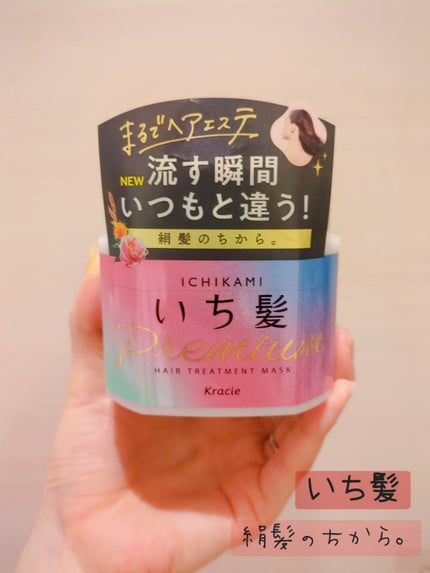 まるでヘアエステ
NEW 流す瞬間
いつもと違う!
絹髪のちから。
ICHIKAMI
いち髪
Premium
HAIR TREATMENT MASK
Kracie
いち髪
絹髪のちから。